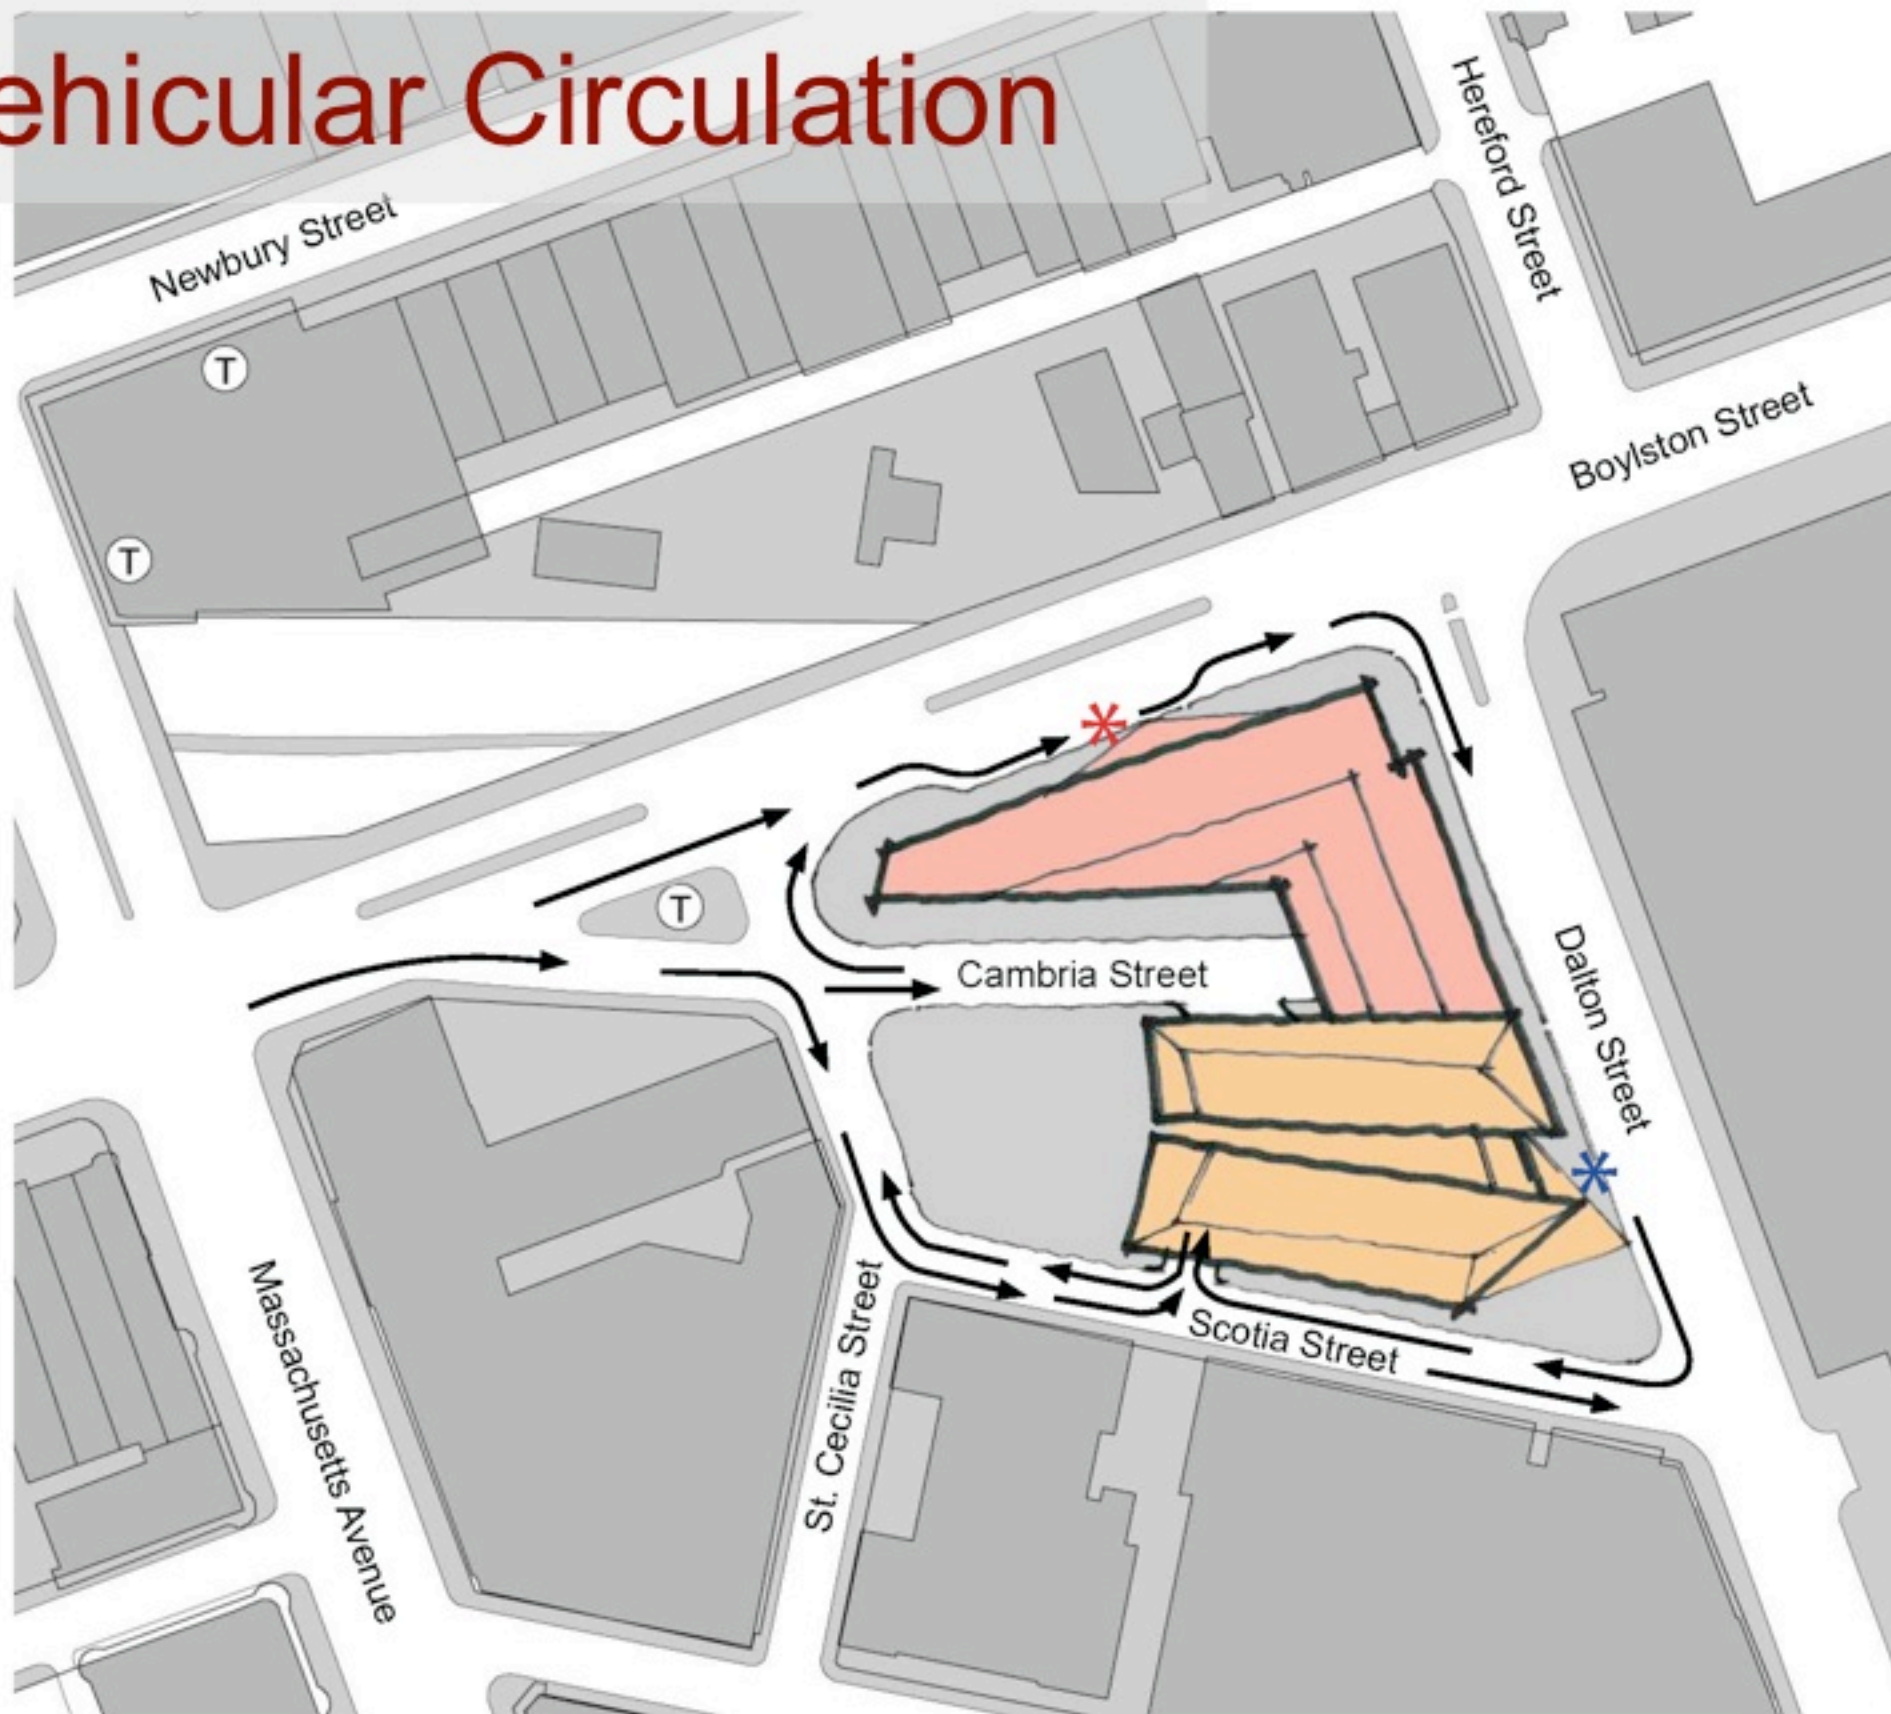 ehicular Circulation
Hereford Street
Newbury Street
T
Boylston Street
T
T
Cambria Street
Dalton Street
*
*
Massachusetts Avenue
St. Cecilia Street
Scotia Street